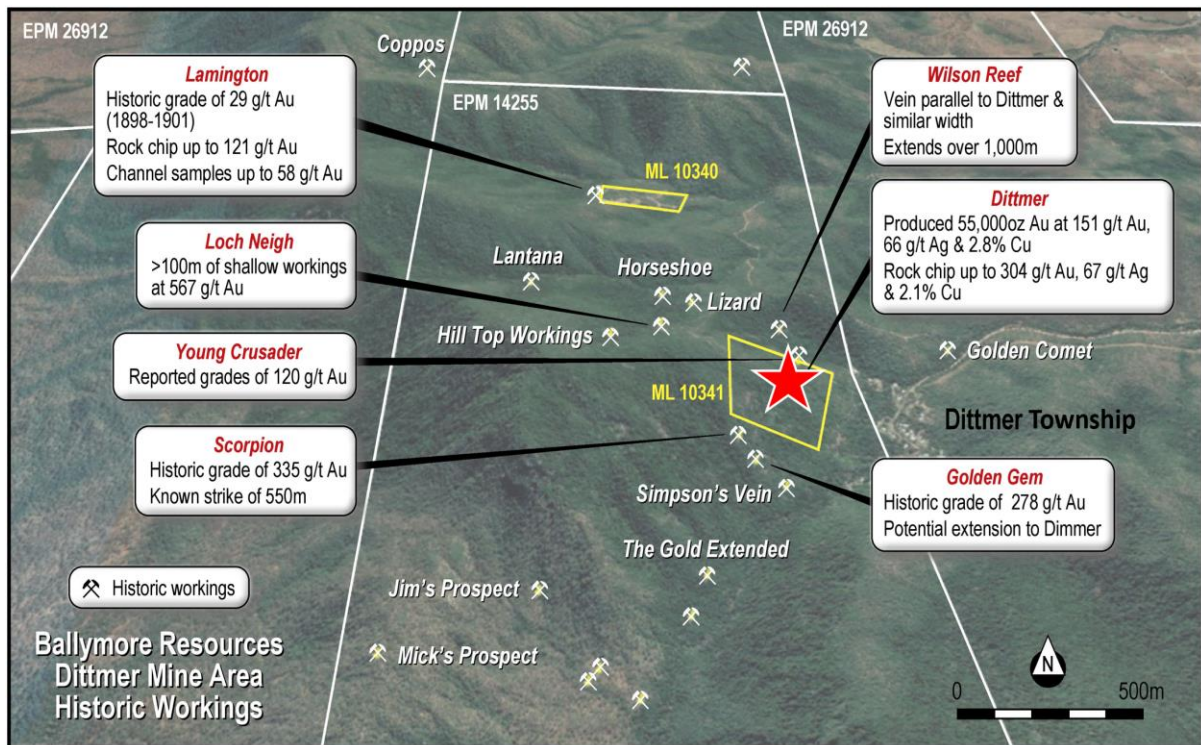 EPM 26912
EPM 26912
Coppos
EPM 14255
Lamington
Historic grade of 29 g/t Au
(1898-1901)
Rock chip up to 121 g/t Au
Channel samples up to 58 g/t Au
Wilson Reef
Vein parallel to Dittmer &
similar width
Extends over 1,000m
ML 10340
Dittmer
Produced 55,000oz Au at 151 g/t Au,
66 g/t Ag & 2.8% Cu
Rock chip up to 304 g/t Au, 67 g/t Ag
& 2.1% Cu
Loch Neigh
>100m of shallow workings
at 567 g/t Au
Lantana
Horseshoe
Lizard
Hill Top Workings
Golden Comet
Young Crusader
Reported grades of 120 g/t Au
ML 10341
Dittmer Township
Scorpion
Historic grade of 335 g/t Au
Known strike of 550m
Simpson's Vein
Golden Gem
Historic grade of 278 g/t Au
Potential extension to Dimmer
The Gold Extended
Jim's Prospect
Mick's Prospect
Historic workings
Ballymore Resources
Dittmer Mine Area
Historic Workings
N
0 500m